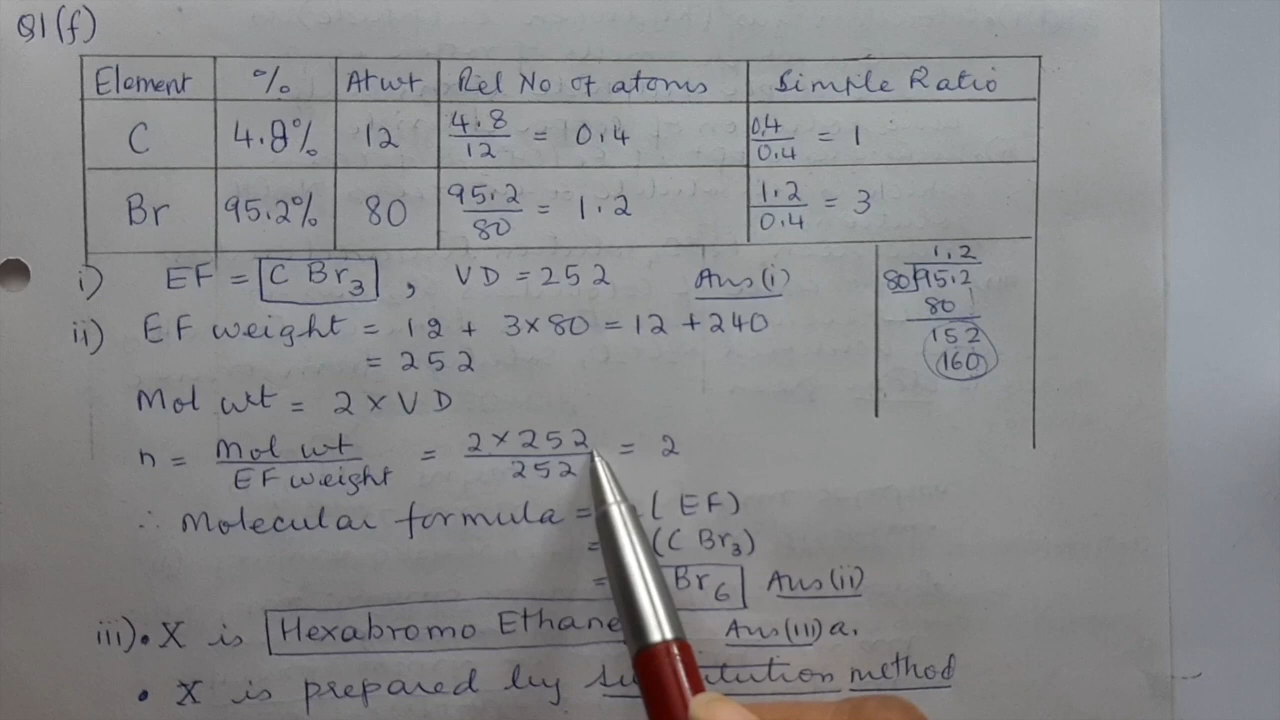 Q1(f)
Element % At wt Rel No of atoms Simple Ratio
C 4.8% 12 4.8/12 = 0.4 0.4/0.4 = 1
Br 95.2% 80 95.2/80 = 1.2 1.2/0.4 = 3
i) EF = C Br₃ , VD = 252 Ans(i)
ii) EF weight = 12 + 3×80 = 12 + 240
= 252
Mol wt = 2 × VD
n = Mol wt/EF weight = 2 × 252/252 = 2
∴ Molecular formula = (EF)
= (C Br₃)
= Br₆ Ans(ii)
iii). X is Hexabromo Ethane Ans(iii)a.
• X is prepared by method
1.2
80 95.2
80
152
160